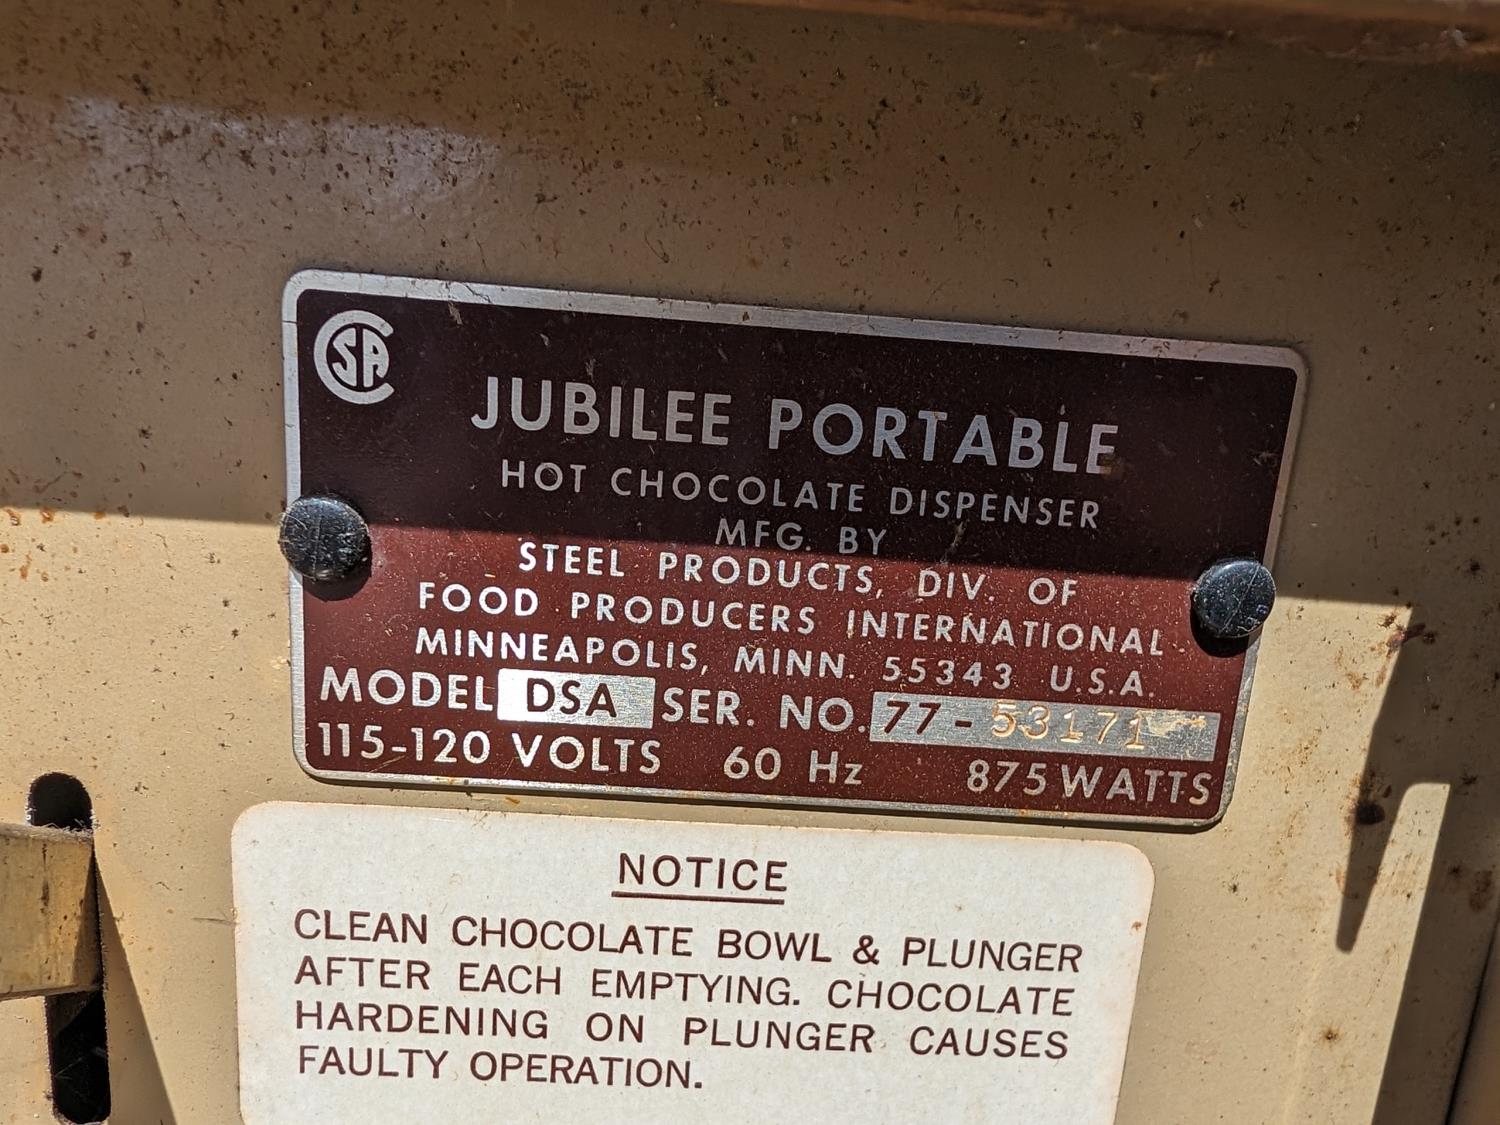 CSA
JUBILEE PORTABLE
HOT CHOCOLATE DISPENSER
MFG. BY
STEEL PRODUCTS, DIV. OF
FOOD PRODUCERS INTERNATIONAL
MINNEAPOLIS, MINN. 55343 U.S.A.
MODEL DSA SER. NO. 77-53171
115-120 VOLTS 60 Hz 875 WATTS
NOTICE
CLEAN CHOCOLATE BOWL & PLUNGER
AFTER EACH EMPTYING. CHOCOLATE
HARDENING ON PLUNGER CAUSES
FAULTY OPERATION.